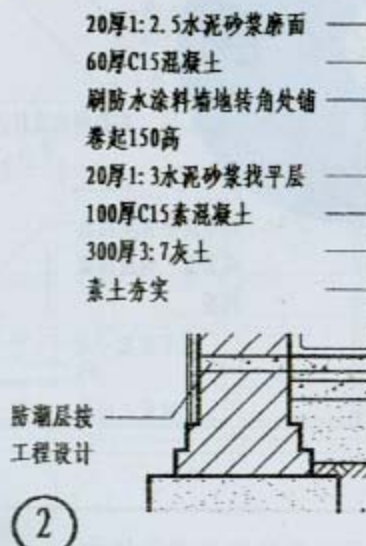 20厚1:2.5水泥砂浆磨面
60厚C15混凝土
刷防水涂料墙地转角处铺
卷起150高
20厚1:3水泥砂浆找平层
100厚C15素混凝土
300厚3:7灰土
素土夯实
防潮层按
工程设计
2